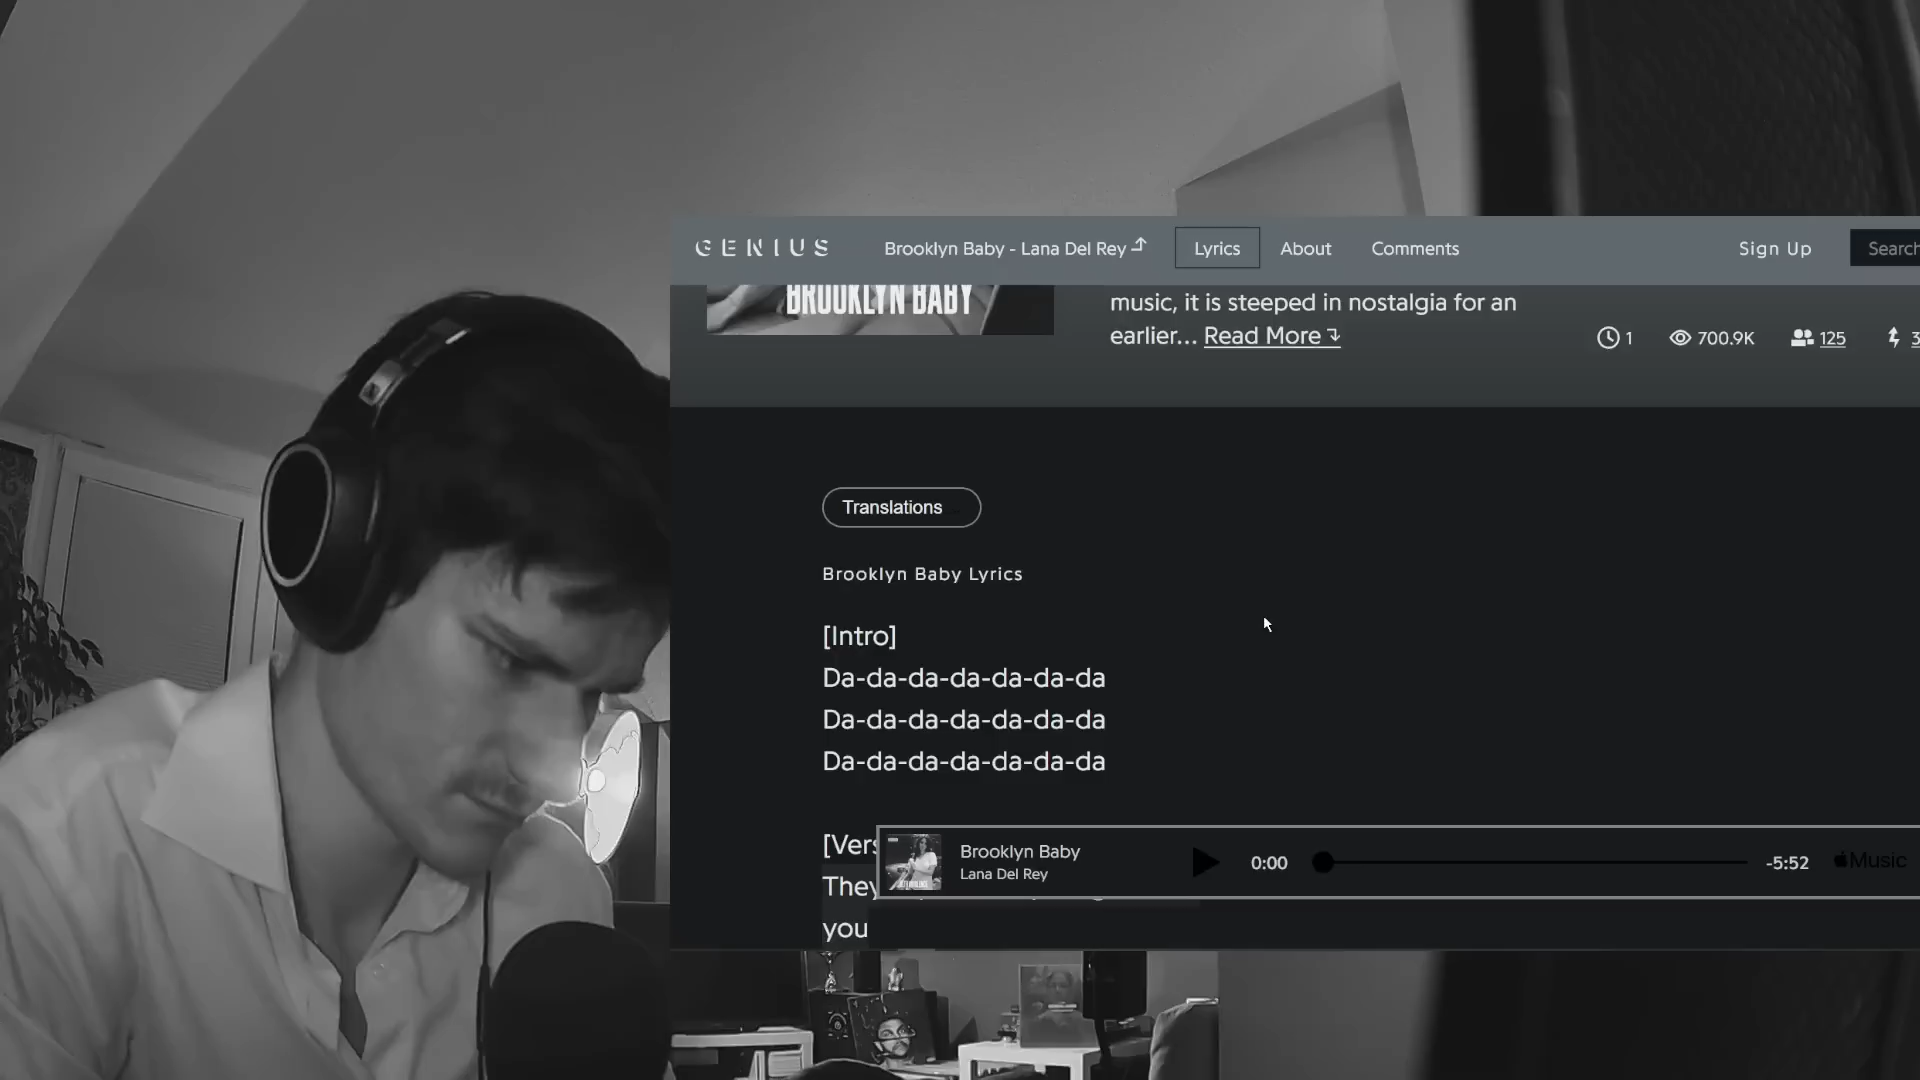 GENIUS Brooklyn Baby - Lana Del Rey Lyrics About Comments Sign Up Search
BROOKLYN BABY
music, it is steeped in nostalgia for an
earlier... Read More
1 700.9K 125 3
Translations
Brooklyn Baby Lyrics
[Intro]
Da-da-da-da-da-da-da
Da-da-da-da-da-da-da
Da-da-da-da-da-da-da
[Vers
They
you
Brooklyn Baby
Lana Del Rey
0:00 -5:52 Music